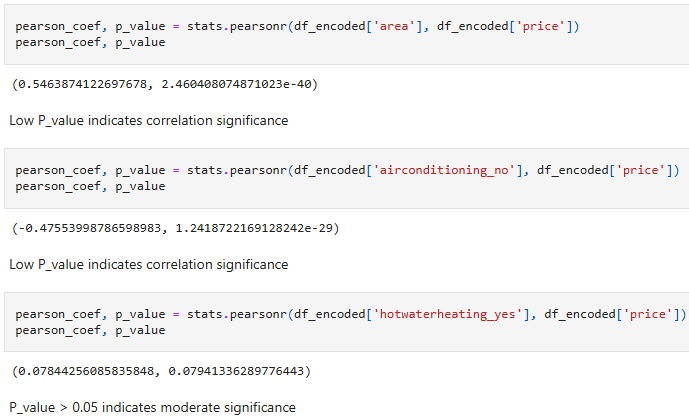 pearson_coef, p_value = stats.pearsonr(df_encoded['area'], df_encoded['price'])
pearson_coef, p_value
(0.5463874122697678, 2.460408074871023e-40)
Low P_value indicates correlation significance
pearson_coef, p_value = stats.pearsonr(df_encoded['airconditioning_no'], df_encoded['price'])
pearson_coef, p_value
(-0.47553998786598983, 1.2418722169128242e-29)
Low P_value indicates correlation significance
pearson_coef, p_value = stats.pearsonr(df_encoded['hotwaterheating_yes'], df_encoded['price'])
pearson_coef, p_value
(0.07844256085835848, 0.07941336289776443)
P_value > 0.05 indicates moderate significance